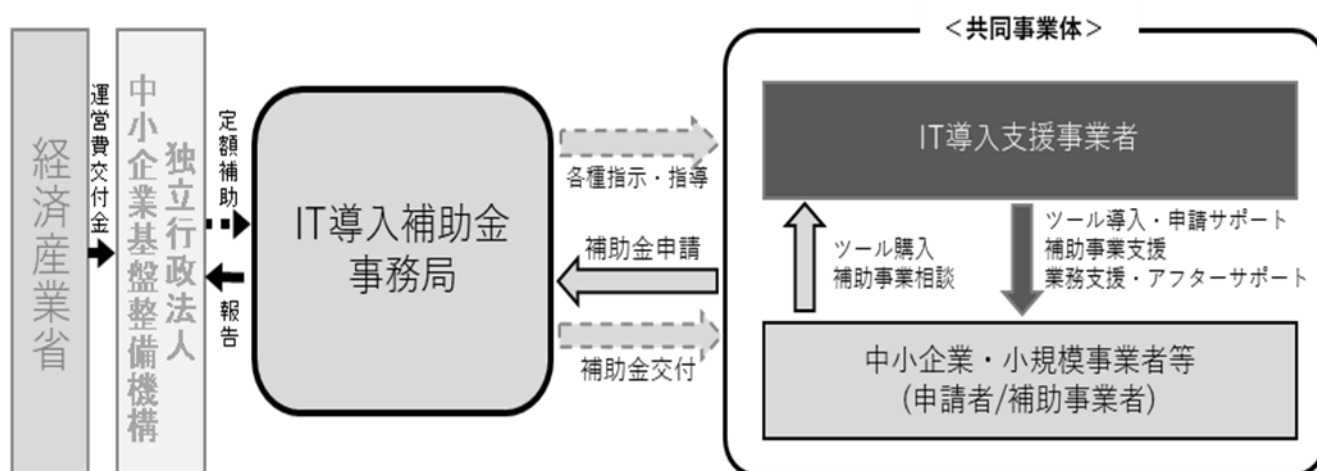 経済産業省
運営費交付金
独立行政法人
中小企業基盤整備機構
定額補助
報告
IT導入補助金
事務局
各種指示・指導
補助金申請
補助金交付
＜共同事業体＞
IT導入支援事業者
ツール購入
補助事業相談
ツール導入・申請サポート
補助事業支援
業務支援・アフターサポート
中小企業・小規模事業者等
(申請者/補助事業者)